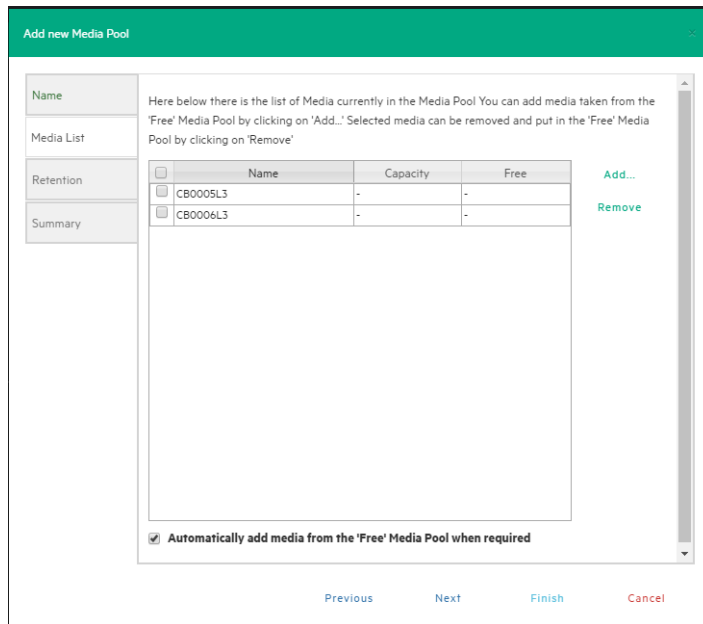 Add new Media Pool
×
Name
Media List
Retention
Summary
Here below there is the list of Media currently in the Media Pool You can add media taken from the
'Free' Media Pool by clicking on 'Add...' Selected media can be removed and put in the 'Free' Media
Pool by clicking on 'Remove'
Name Capacity Free
CB0005L3 - -
CB0006L3 - -
Add...
Remove
Automatically add media from the 'Free' Media Pool when required
Previous Next Finish Cancel